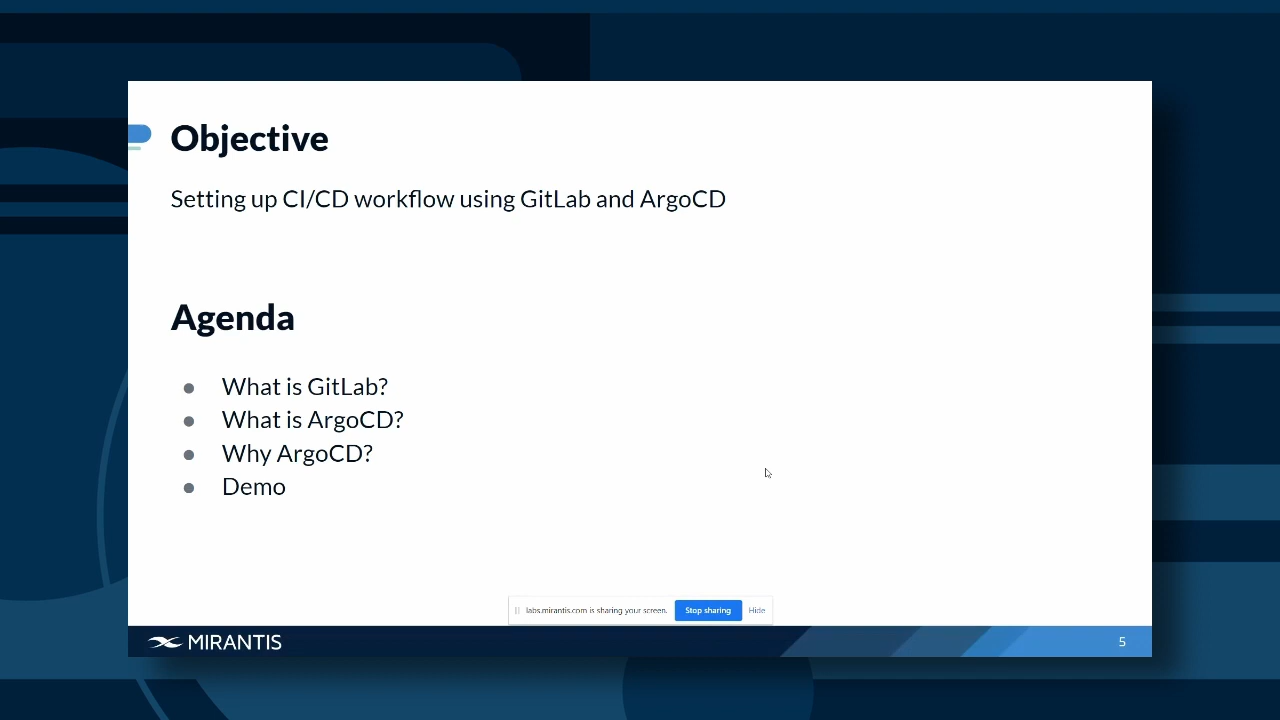 Objective
Setting up CI/CD workflow using GitLab and ArgoCD
Agenda
● What is GitLab?
● What is ArgoCD?
● Why ArgoCD?
● Demo
labs.mirantis.com is sharing your screen. Stop sharing Hide
MIRANTIS 5